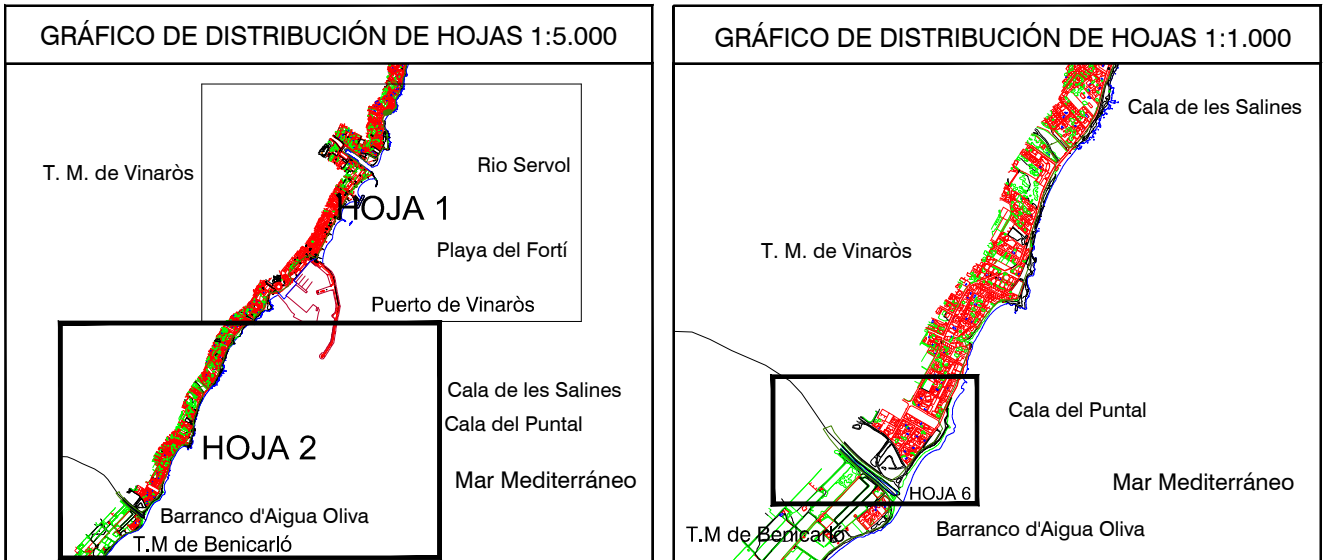 GRÁFICO DE DISTRIBUCIÓN DE HOJAS 1:5.000
T. M. de Vinaròs
Rio Servol
HOJA 1
Playa del Fortí
Puerto de Vinaròs
Cala de les Salines
Cala del Puntal
HOJA 2
Mar Mediterráneo
Barranco d'Aigua Oliva
T.M de Benicarló
GRÁFICO DE DISTRIBUCIÓN DE HOJAS 1:1.000
Cala de les Salines
T. M. de Vinaròs
Cala del Puntal
Mar Mediterráneo
HOJA 6
Barranco d'Aigua Oliva
T.M de Benicarló